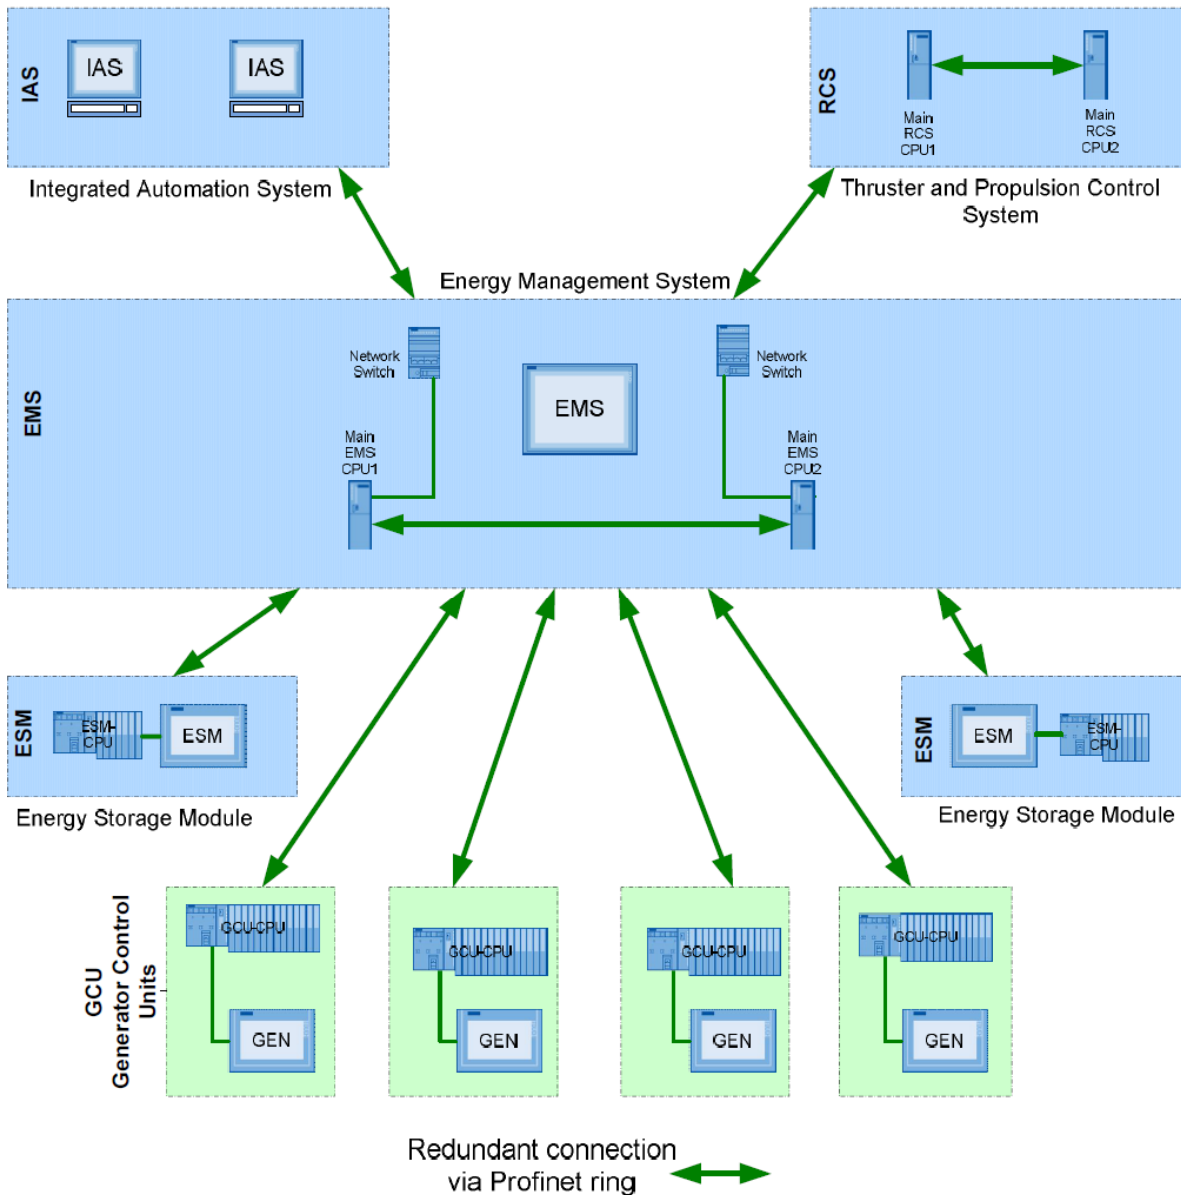 IAS
IAS
IAS
Integrated Automation System
RCS
Main
RCS
CPU1
Main
RCS
CPU2
Thruster and Propulsion Control
System
Energy Management System
EMS
Network
Switch
EMS
Network
Switch
Main
EMS
CPU1
Main
EMS
CPU2
ESM
ESM-
CPU
ESM
Energy Storage Module
ESM
ESM
ESM-
CPU
Energy Storage Module
GCU
Generator Control
Units
GCU-CPU
GEN
GCU-CPU
GEN
GCU-CPU
GEN
GCU-CPU
GEN
Redundant connection
via Profinet ring